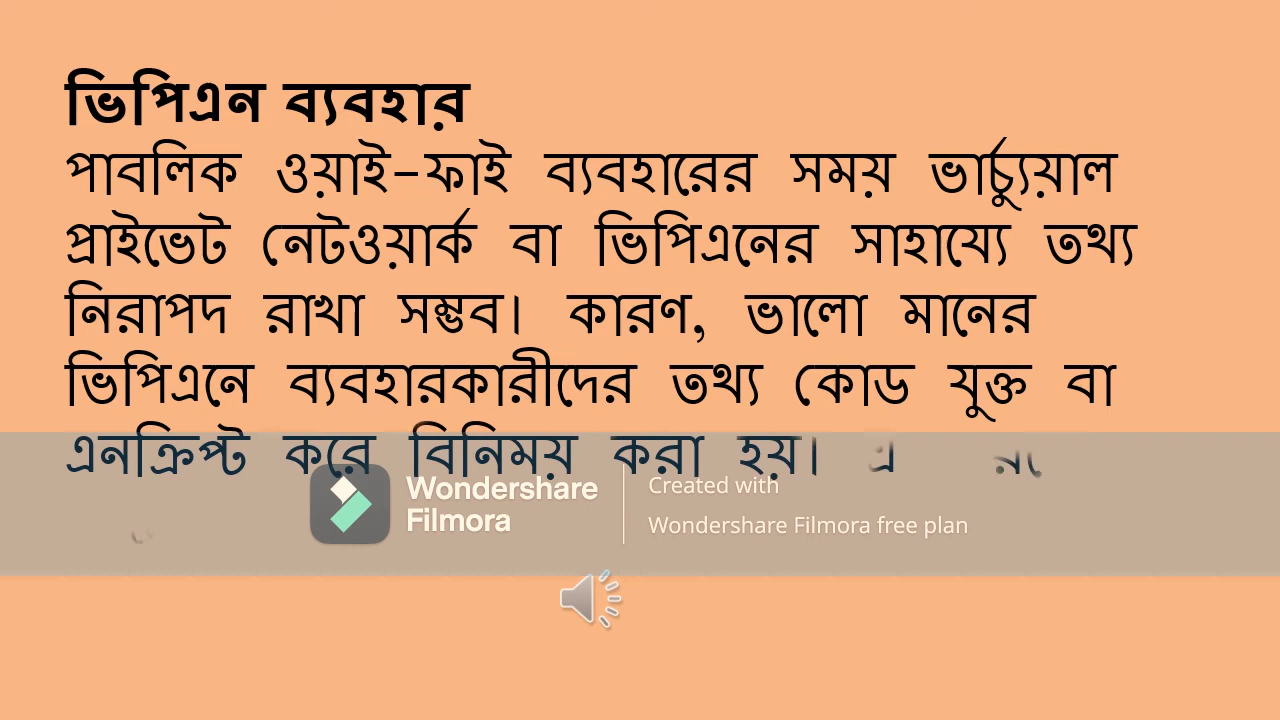 ভিপিএন ব্যবহার
পাবলিক ওয়াই-ফাই ব্যবহারের সময় ভার্চ্যুয়াল
প্রাইভেট নেটওয়ার্ক বা ভিপিএনের সাহায্যে তথ্য
নিরাপদ রাখা সম্ভব। কারণ, ভালো মানের
ভিপিএনে ব্যবহারকারীদের তথ্য কোড যুক্ত বা
এনক্রিপ্ট করে বিনিময় করা হয়।
Wondershare
Filmora
Created with
Wondershare Filmora free plan